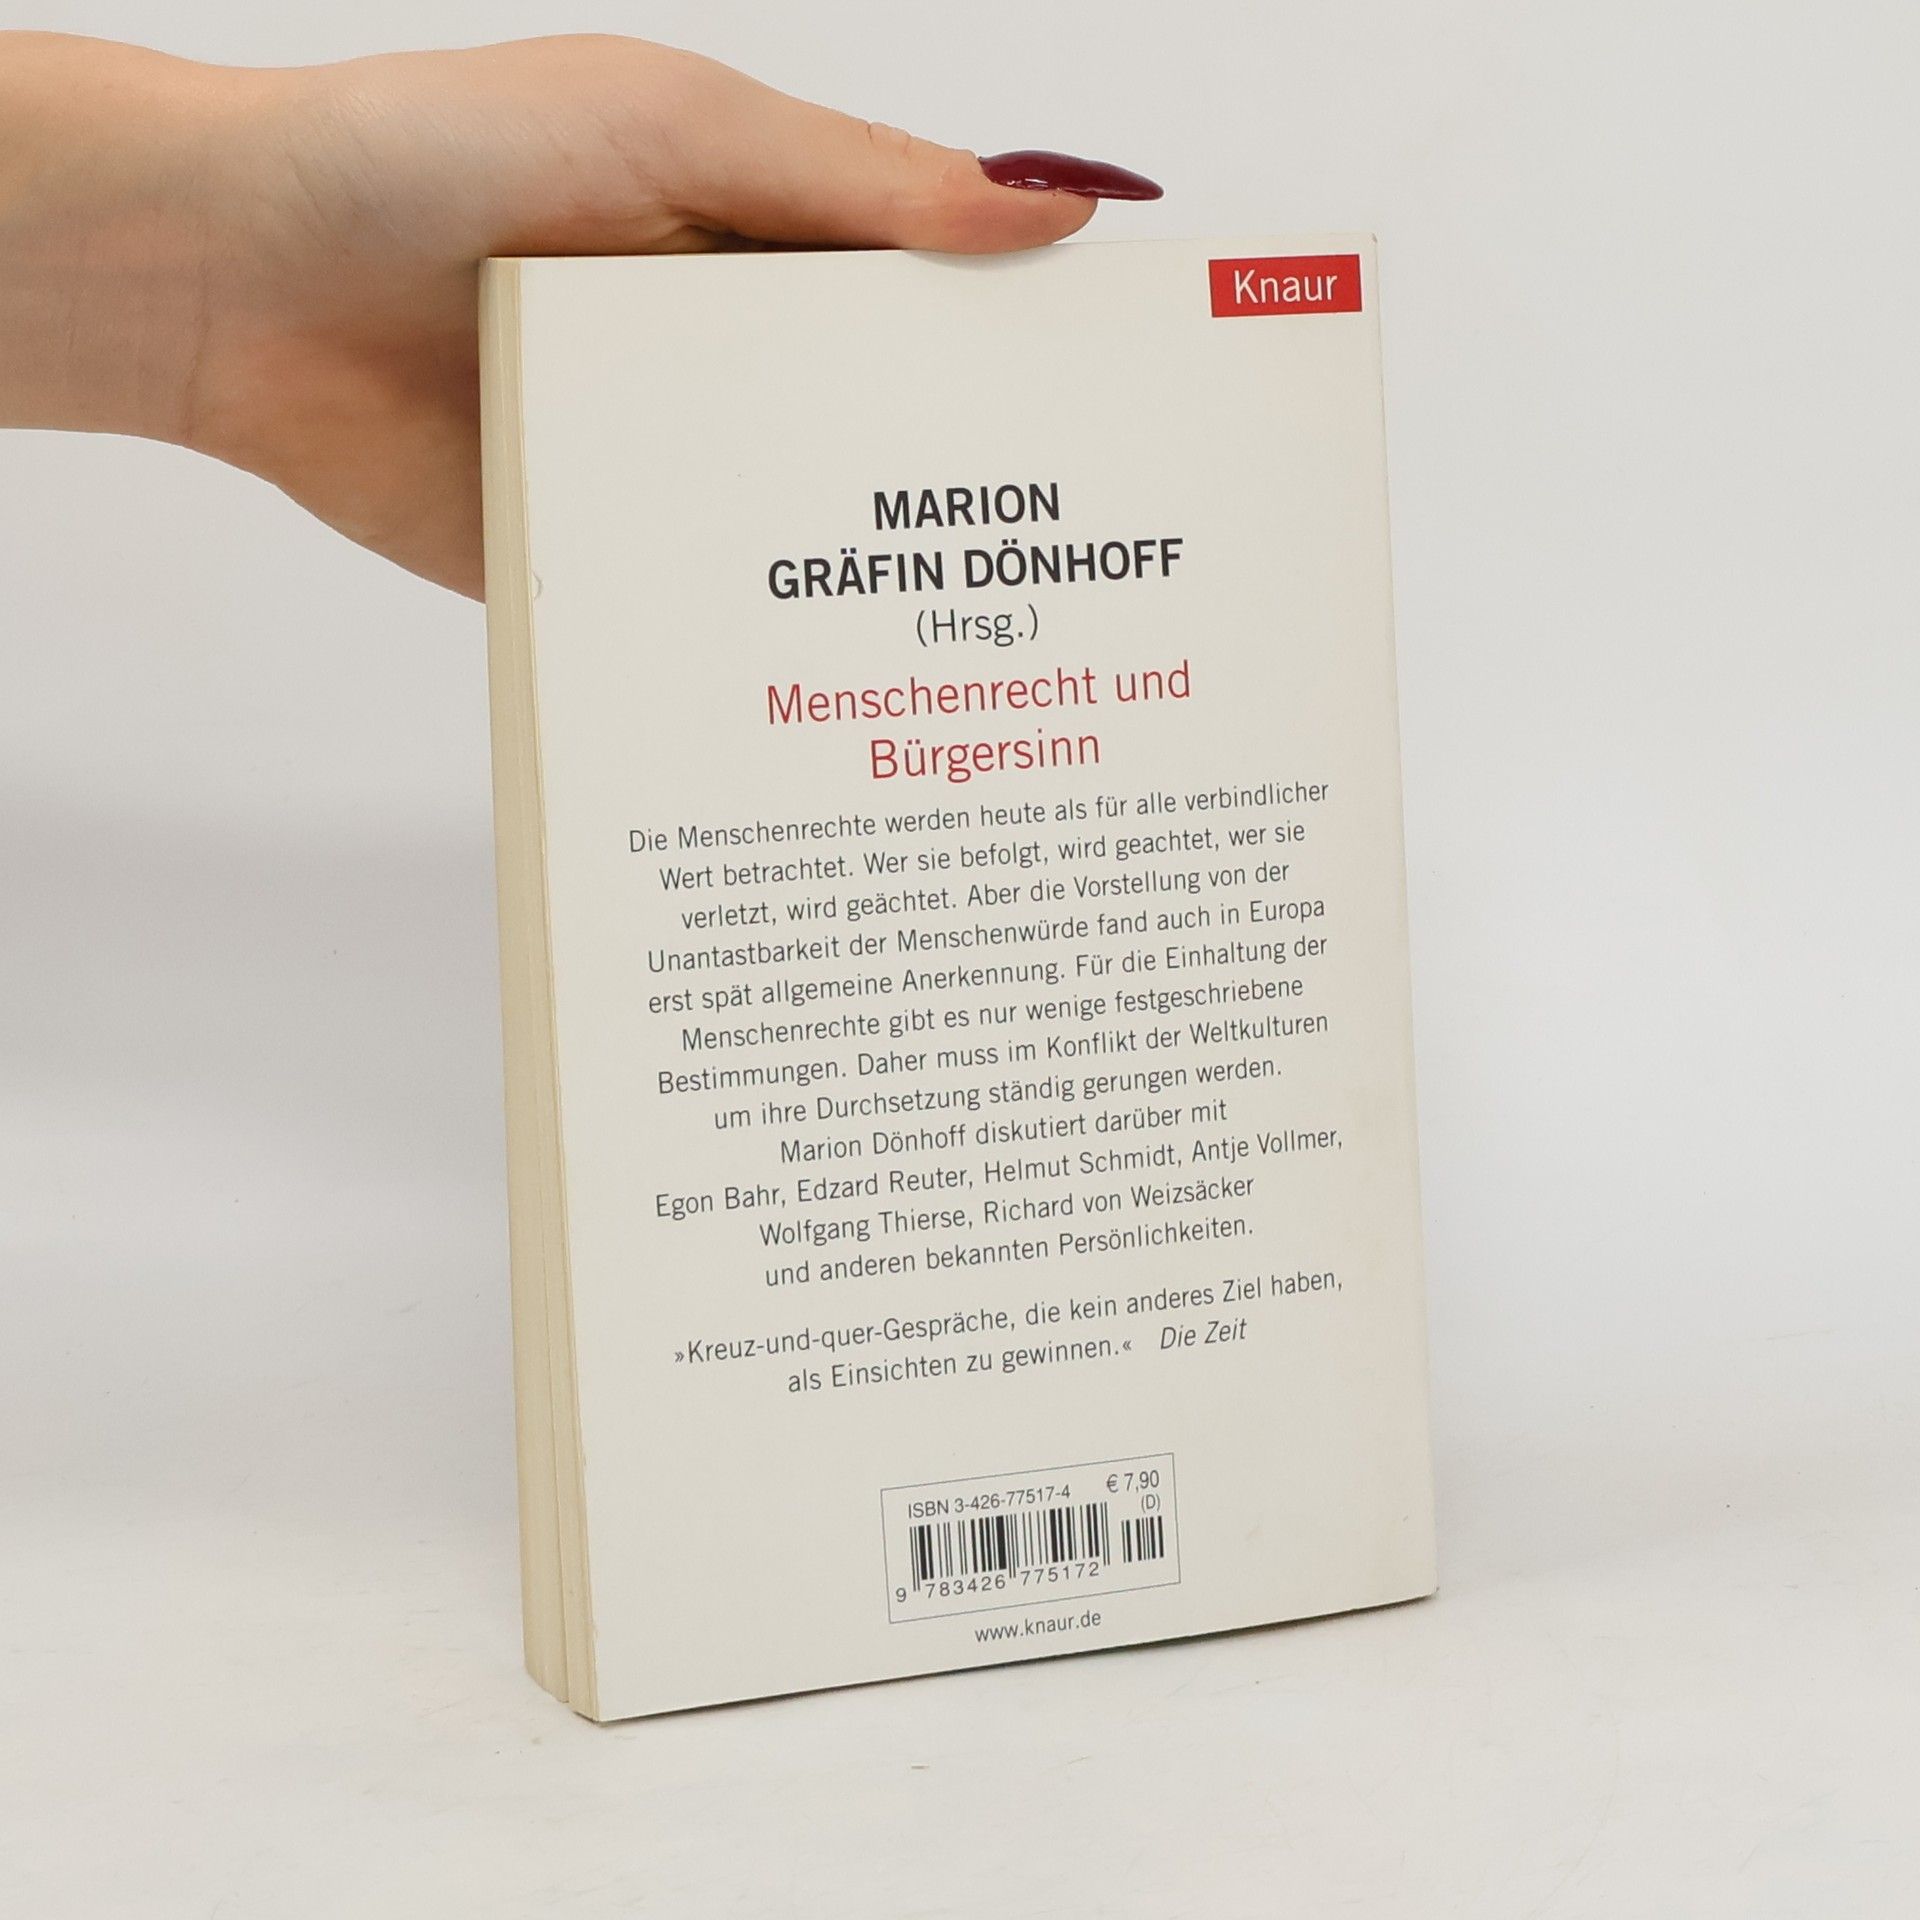 Knaur
MARION
GRÄFIN DÖNHOFF
(Hrsg.)
Menschenrecht und
Bürgersinn
Die Menschenrechte werden heute als für alle verbindlicher
Wert betrachtet. Wer sie befolgt, wird geachtet, wer sie
verletzt, wird geächtet. Aber die Vorstellung von der
Unantastbarkeit der Menschenwürde fand auch in Europa
erst spät allgemeine Anerkennung. Für die Einhaltung der
Menschenrechte gibt es nur wenige festgeschriebene
Bestimmungen. Daher muss im Konflikt der Weltkulturen
um ihre Durchsetzung ständig gerungen werden.
Marion Dönhoff diskutiert darüber mit
Egon Bahr, Edzard Reuter, Helmut Schmidt, Antje Vollmer,
Wolfgang Thierse, Richard von Weizsäcker
und anderen bekannten Persönlichkeiten.
»Kreuz-und-quer-Gespräche, die kein anderes Ziel haben,
als Einsichten zu gewinnen.« Die Zeit
ISBN 3-426-77517-4 € 7,90
(D)
9 783426 775172
www.knaur.de